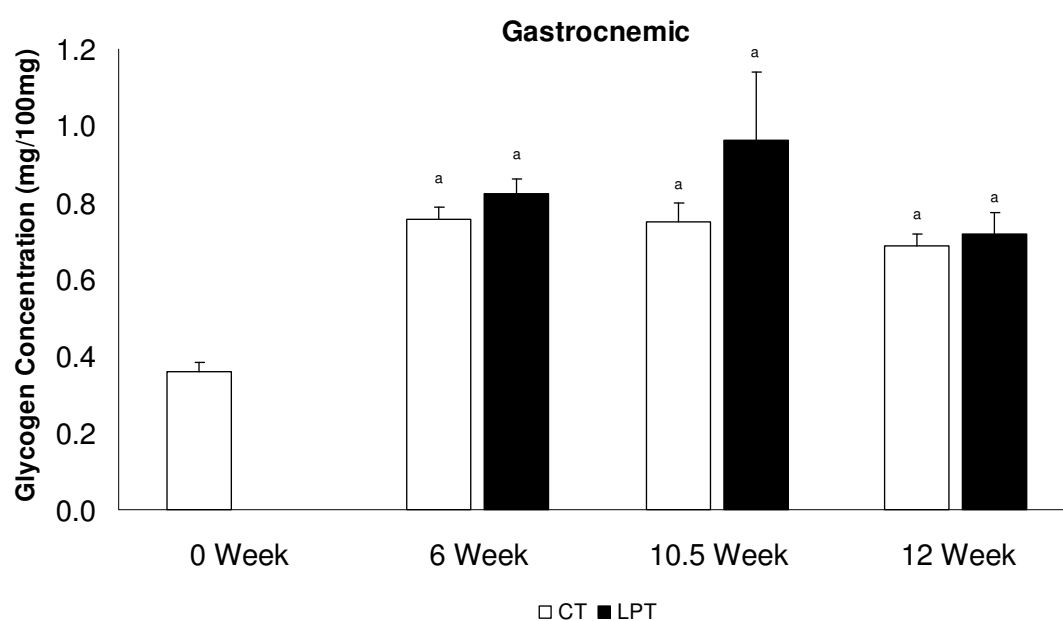 Gastrocnemic
Glycogen Concentration (mg/100mg)
1.2
1.0
0.8
0.6
0.4
0.2
0.0
a
a
a
a
a
a
0 Week
6 Week
10.5 Week
12 Week
CT LPT